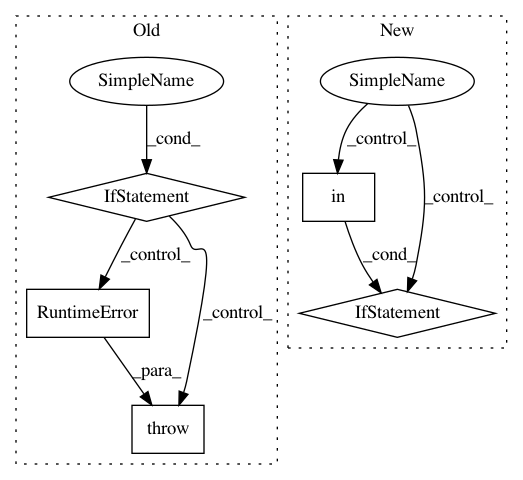 Old
New
SimpleName
SimpleName
_cond_
_control_
IfStatement
in
_control_
_control_
_cond_
RuntimeError
_control_
IfStatement
_para_
throw